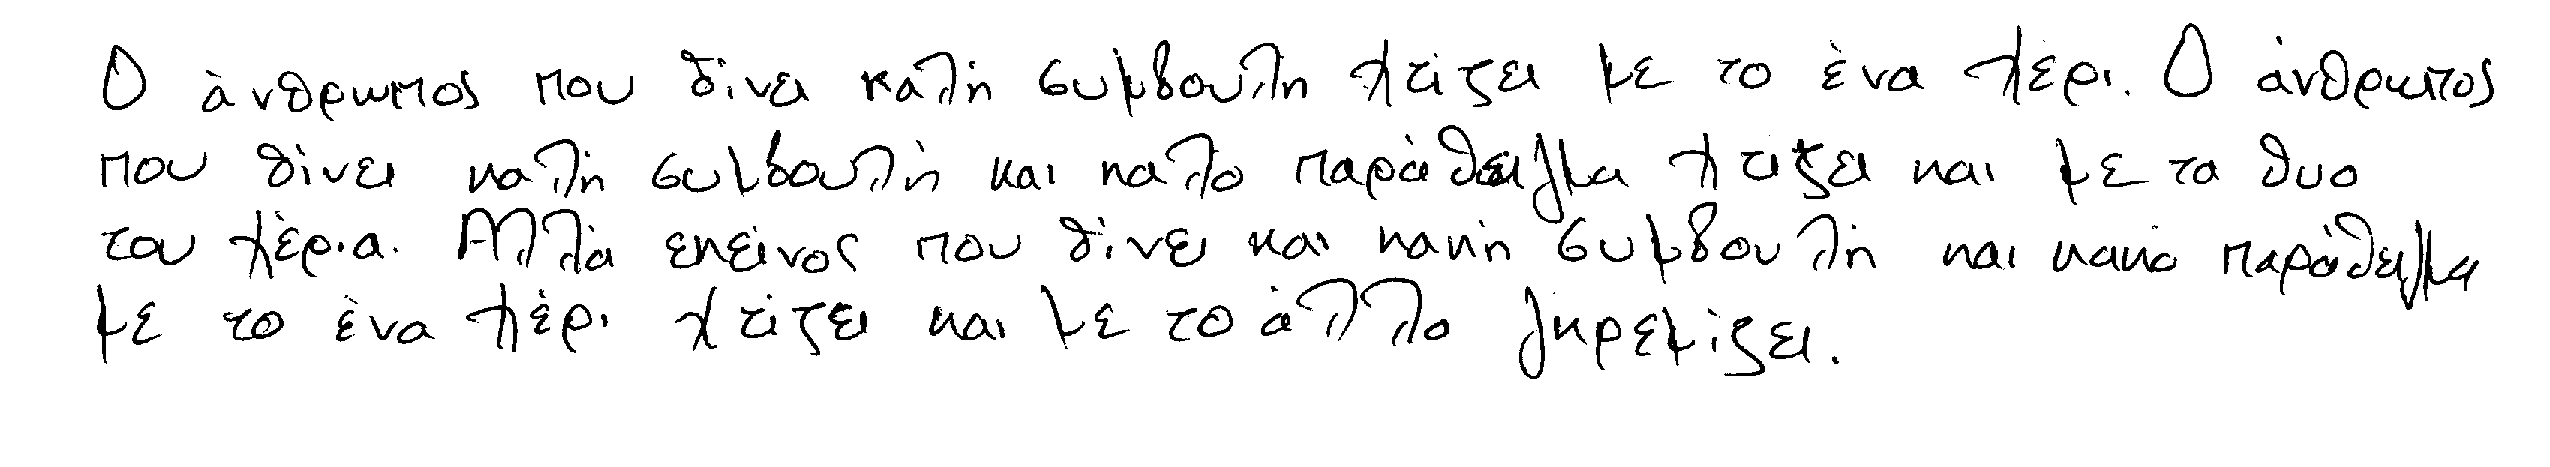 Ο άνθρωπος που δίνει καλή συμβουλή χτίζει με το ένα χέρι. Ο άνθρωπος
που δίνει καλή συμβουλή και καλό παράδειγμα χτίζει και με τα δυο
του χέρια. Αλλά εκείνος που δίνει και κακή συμβουλή και κακό παράδειγμα
με το ένα χέρι χτίζει και με το άλλο γκρεμίζει.